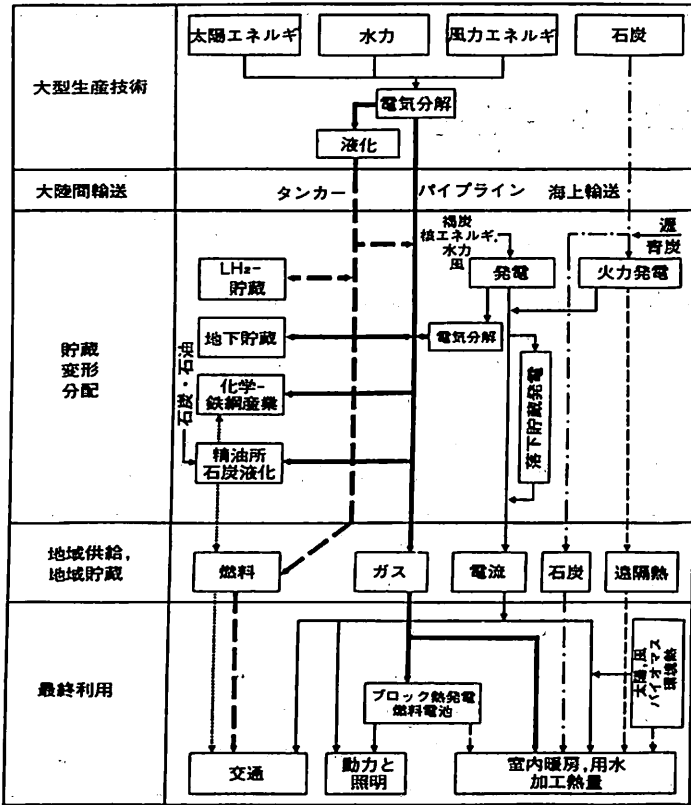 太陽エネルギ
水力
風力エネルギ
石炭
大型生産技術
電気分解
液化
大陸間輸送
タンカー
パイプライン
海上輸送
褐炭
核エネルギ,
水力
風
源
青炭
LH₂-
貯蔵
発電
火力発電
地下貯蔵
電気分解
貯蔵
変形
分配
石炭・石油
化学-
鉄鋼産業
落下貯蔵発電
精油所
石炭液化
地域供給,
地域貯蔵
燃料
ガス
電流
石炭
遠隔熱
最終利用
太陽,風
バイオマス
環境熱
ブロック熱発電
燃料電池
交通
動力と
照明
室内暖房,用水
加工熱量